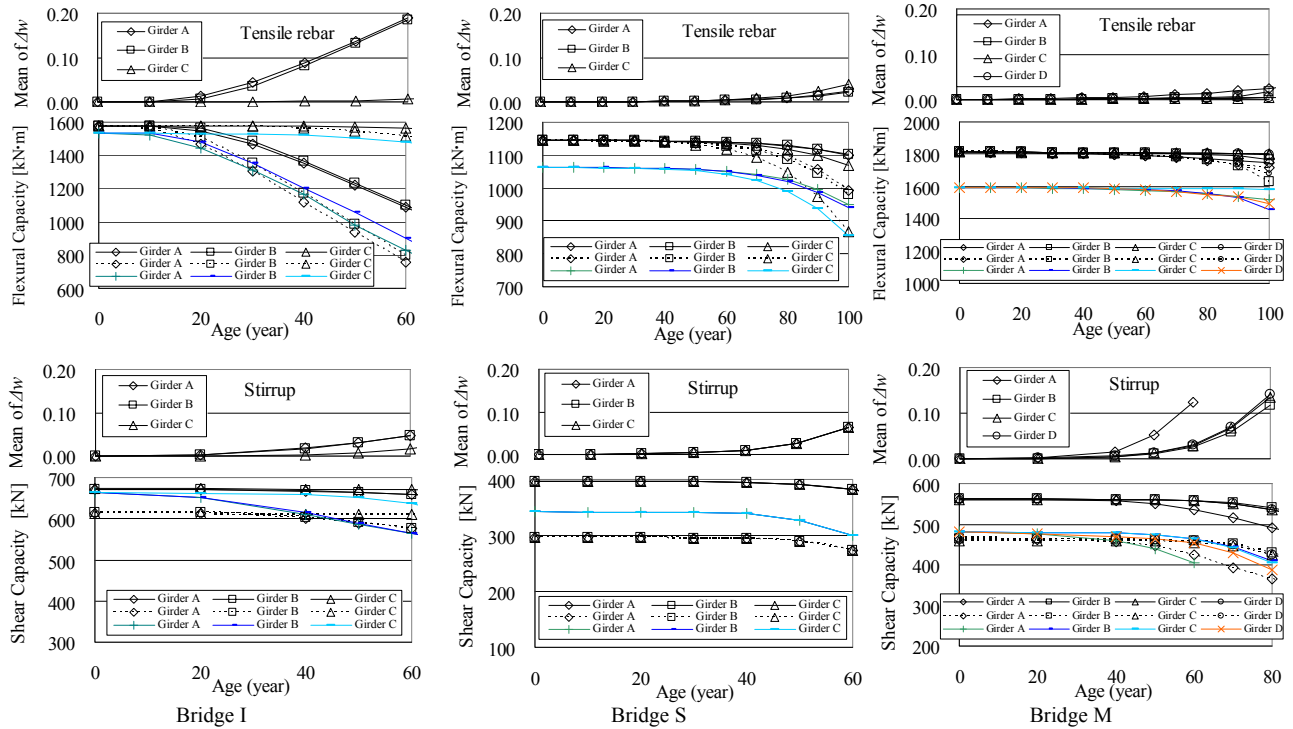 Tensile rebar
Mean of Δw
0.20
0.10
0.00
Girder A
Girder B
Girder C
Flexural Capacity [kN·m]
1600
1400
1200
1000
800
600
Girder A Girder B Girder C
Girder A Girder B Girder C
Girder A Girder B Girder C
0 20 40 60
Age (year)
Tensile rebar
Mean of Δw
0.20
0.10
0.00
Girder A
Girder B
Girder C
Flexural Capacity [kN·m]
1200
1100
1000
900
800
700
Girder A Girder B Girder C
Girder A Girder B Girder C
Girder A Girder B Girder C
0 20 40 60 80 100
Age (year)
Tensile rebar
Mean of Δw
0.20
0.10
0.00
Girder A
Girder B
Girder C
Girder D
Flexural Capacity [kNm]
2000
1800
1600
1400
1200
1000
Girder A Girder B Girder C Girder D
Girder A Girder B Girder C Girder D
Girder A Girder B Girder C Girder D
0 20 40 60 80 100
Age (year)
Stirrup
Mean of Δw
0.20
0.10
0.00
Girder A
Girder B
Girder C
Shear Capacity [kN]
700
600
500
400
300
Girder A Girder B Girder C
Girder A Girder B Girder C
Girder A Girder B Girder C
0 20 40 60
Age (year)
Bridge I
Stirrup
Mean of Δw
0.20
0.10
0.00
Girder A
Girder B
Girder C
Shear Capacity [kN]
400
300
200
100
Girder A Girder B Girder C
Girder A Girder B Girder C
Girder A Girder B Girder C
0 10 20 30 40 50 60
Age (year)
Bridge S
Stirrup
Mean of Δw
0.20
0.10
0.00
Girder A
Girder B
Girder C
Girder D
Shear Capacity [kN]
600
500
400
300
200
Girder A Girder B Girder C Girder D
Girder A Girder B Girder C Girder D
Girder A Girder B Girder C Girder D
0 20 40 60 80
Age (year)
Bridge M